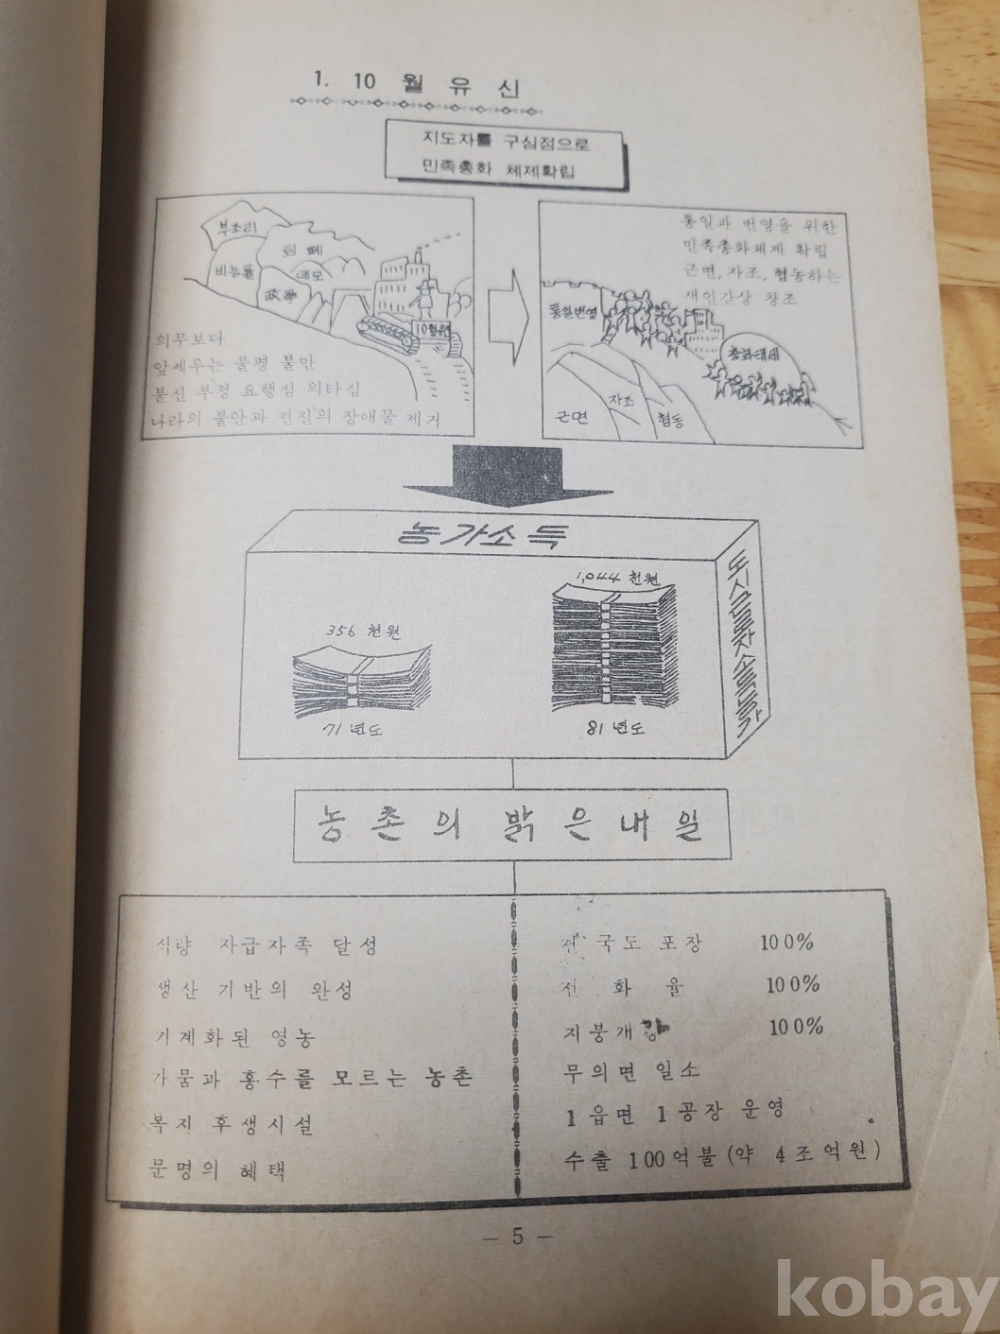 1. 10 월 유 신
지도자를 구심점으로
민족총화 체제확립
부조리
퇴폐
비능률
데모
政爭
10월유신
의무보다
앞세우는 불평 불만
불신 부정 요행심 의타심
나라의 불안과 전진의 장애물 제거
통일과 번영을 위한
민족총화체제 확립
근면, 자조, 협동하는
새인간상 창조
통일번영
총화태세
근면
자조
협동
농가소득
356 천원
71 년도
1,044 천원
81 년도
도시근로자소득능가
농촌의 밝은내일
식량 자급자족 달성
생산 기반의 완성
기계화된 영농
가뭄과 홍수를 모르는 농촌
복지 후생시설
문명의 혜택
전 국도 포장 100%
전 화 율 100%
지붕개량 100%
무의면 일소
1 읍면 1 공장 운영
수출 100억불 (약 4 조억원)
— 5 —
kobay